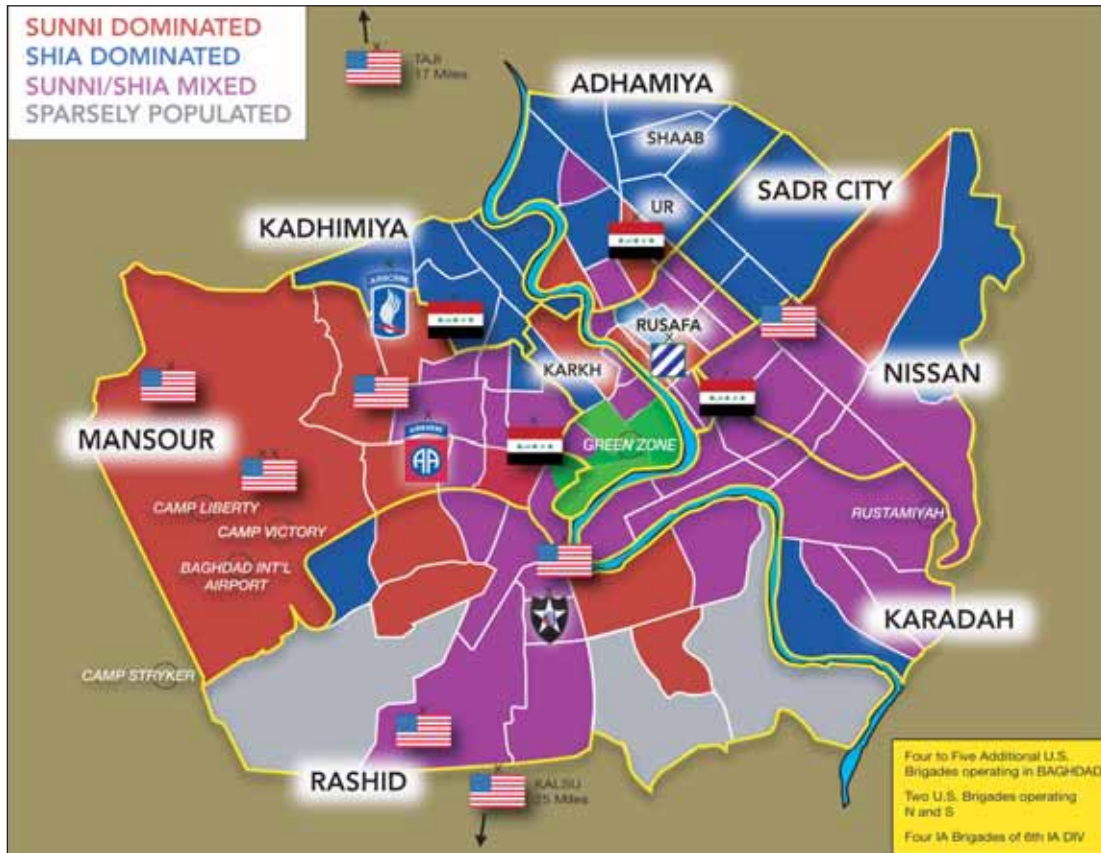 SUNNI DOMINATED
SHIA DOMINATED
SUNNI/SHIA MIXED
SPARSELY POPULATED
TAJI
17 Miles
ADHAMIYA
SHAAB
SADR CITY
UR
KADHIMIYA
AIRBORNE
RUSAFA
KARKH
NISSAN
MANSOUR
AIRBORNE
AA
GREEN ZONE
CAMP LIBERTY
CAMP VICTORY
RUSTAMIYAH
BAGHDAD INT'L
AIRPORT
KARADAH
CAMP STRYKER
RASHID
KALSU
25 Miles
Four to Five Additional U.S.
Brigades operating in BAGHDAD
Two U.S. Brigades operating
N and S
Four IA Brigades of 6th IA DIV